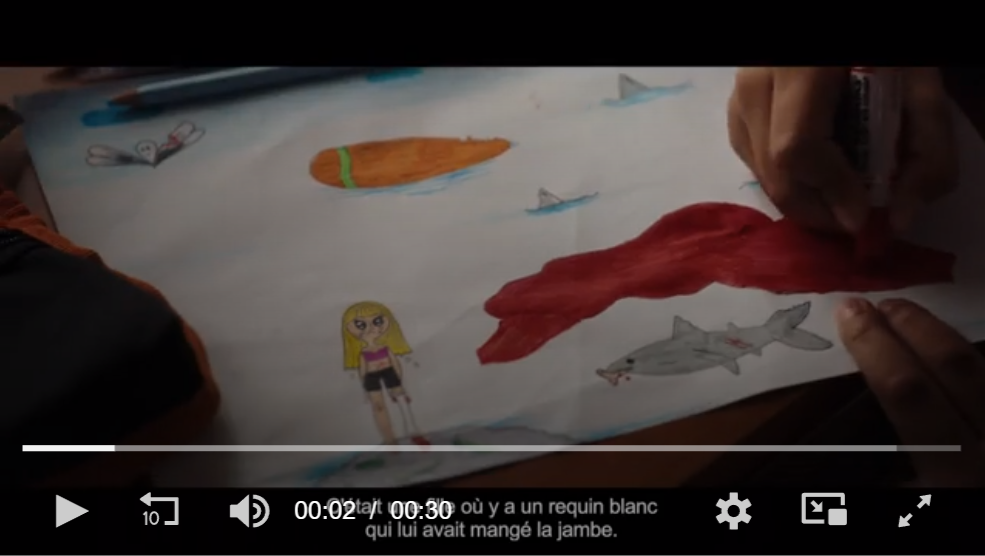 10
00:02 / 00:30
où y a un requin blanc
qui lui avait mangé la jambe.